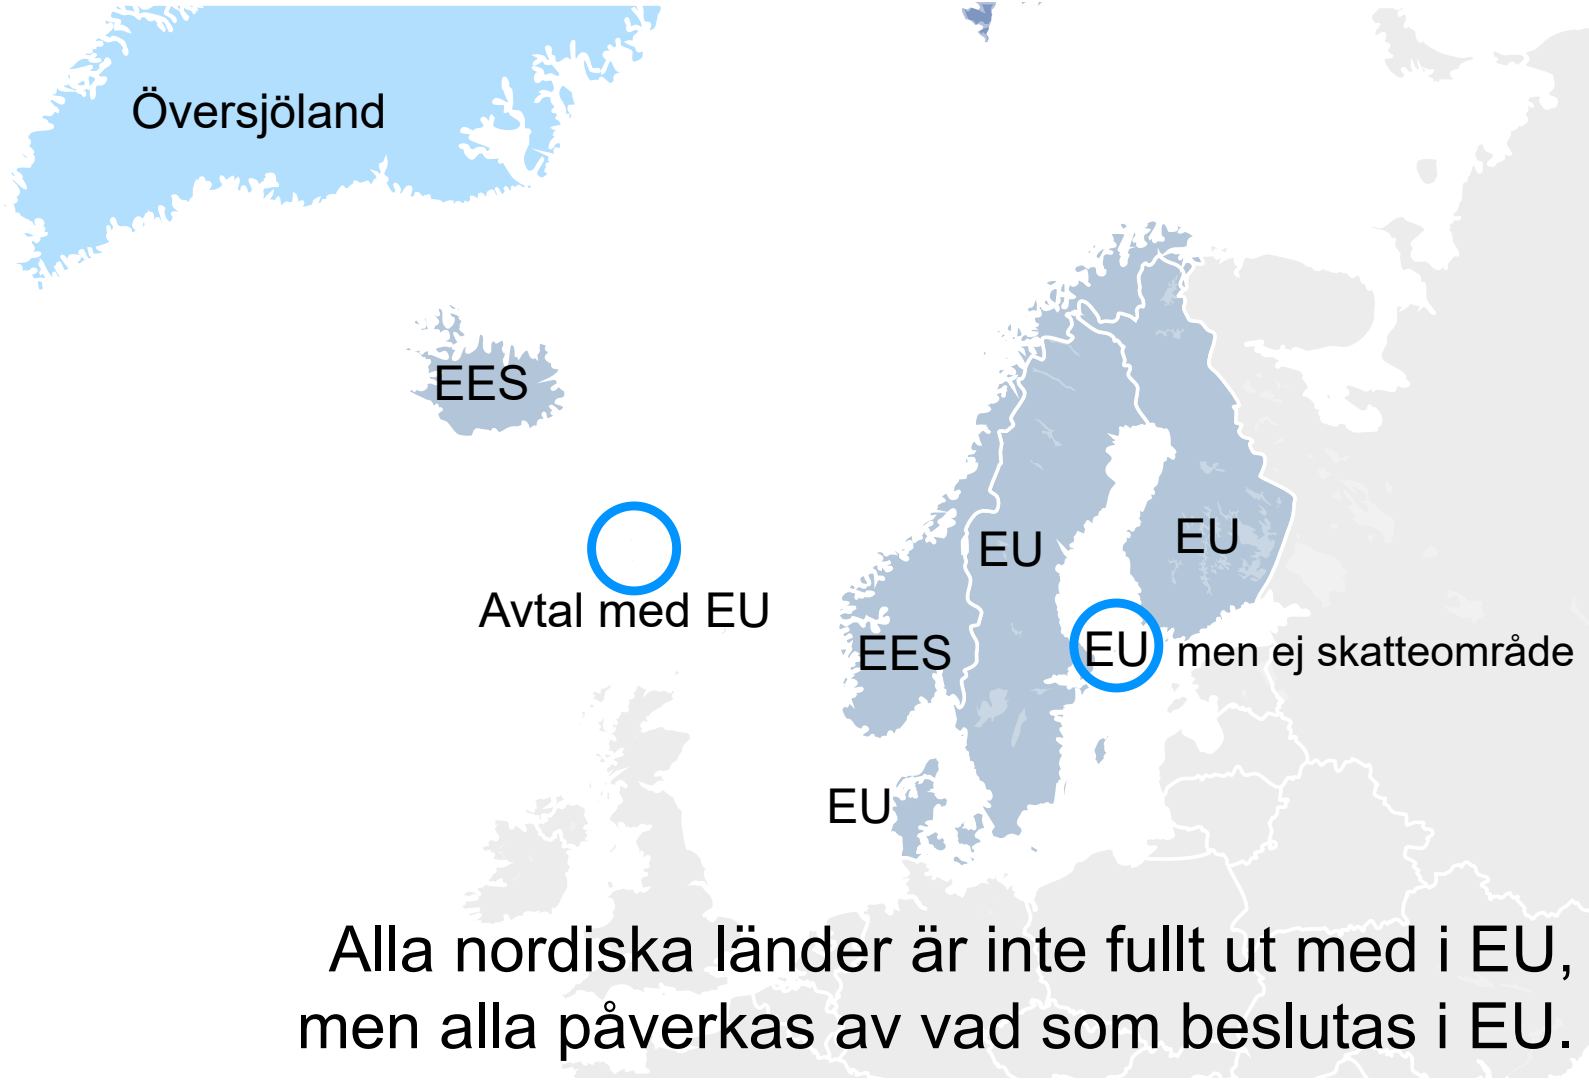 Översjöland
EES
EU
EU
Avtal med EU
EES
EU men ej skatteområde
EU
Alla nordiska länder är inte fullt ut med i EU,
men alla påverkas av vad som beslutas i EU.